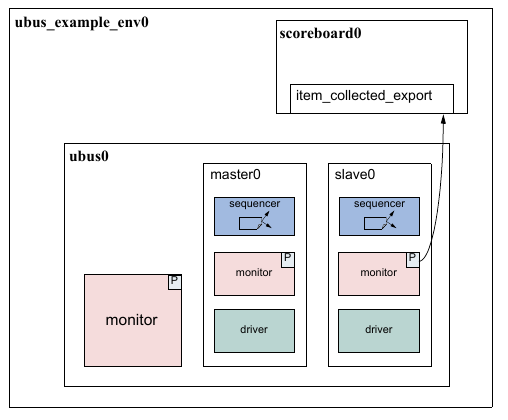 ubus_example_env0
scoreboard0
item_collected_export
ubus0
master0
sequencer
P
monitor
driver
slave0
sequencer
P
monitor
driver
P
monitor